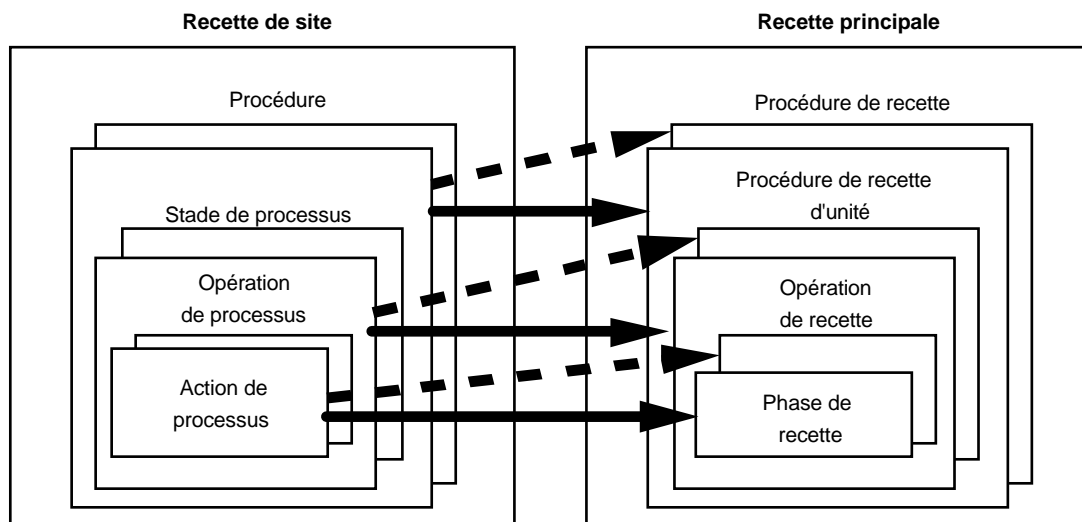 Recette de site
Recette principale
Procédure
Procédure de recette
Stade de processus
Procédure de recette
d'unité
Opération
de processus
Opération
de recette
Action de
processus
Phase de
recette